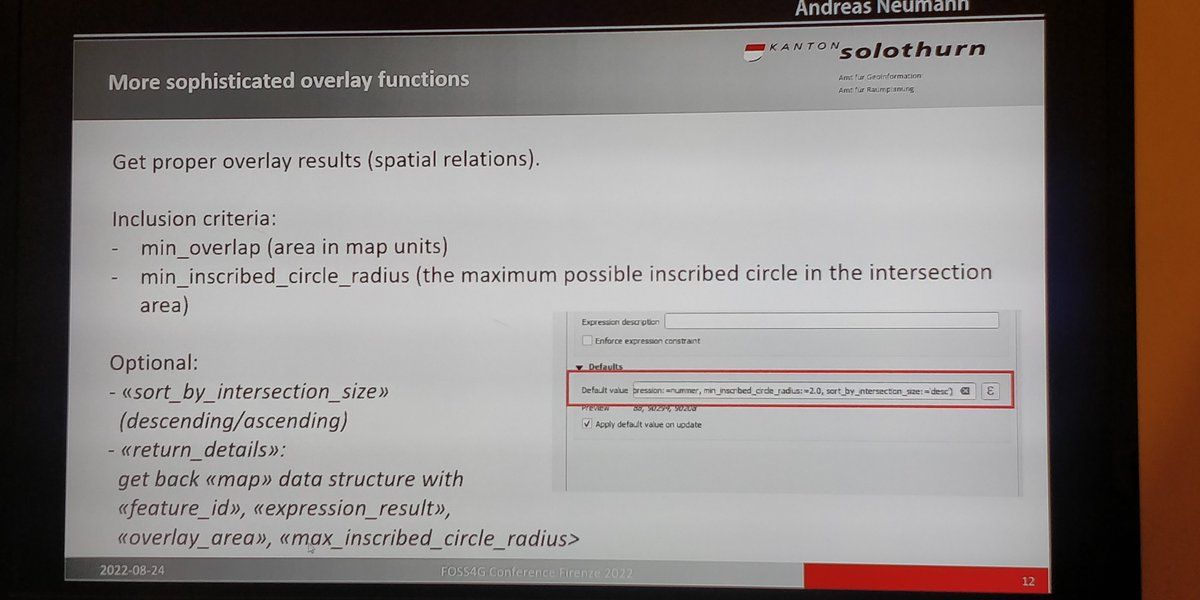 Andreas Neumann
KANTON solothurn
Amt für Geoinformation
Amt für Raumplanung
More sophisticated overlay functions
Get proper overlay results (spatial relations).
Inclusion criteria:
- min_overlap (area in map units)
- min_inscribed_circle_radius (the maximum possible inscribed circle in the intersection
area)
Optional:
- «sort_by_intersection_size»
(descending/ascending)
- «return_details»:
get back «map» data structure with
«feature_id», «expression_result»,
«overlay_area», «max_inscribed_circle_radius>
Expression description
Enforce expression constraint
Defaults
Default value pression:=nummer, min_inscribed_circle_radius:=2.0, sort_by_intersection_size:='desc')
Preview 88, 90294, 90208
Apply default value on update
2022-08-24
FOSS4G Conference Firenze 2022
12